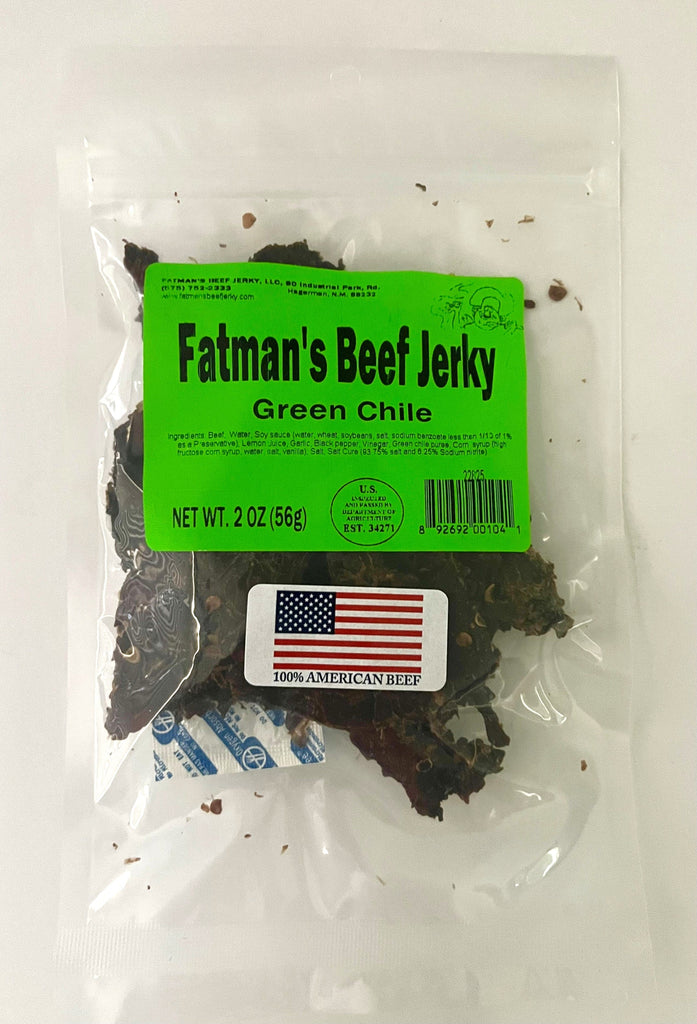 FATMAN'S BEEF JERKY, LLC, 90 Industrial Park, Rd.
(575) 752-0333 Hagerman, N.M. 88232
www.fatmansbeefjerky.com
Fatman's Beef Jerky
Green Chile
Ingredients: Beef, Water, Soy sauce (water, wheat, soybeans, salt, sodium benzoate less than 1/10 of 1%
as a Preservative), Lemon Juice, Garlic, Black pepper, Vinegar, Green chile puree, Corn syrup (high
fructose corn syrup, water, salt, vanilla), Salt, Salt Cure (93.75% salt and 6.25% Sodium nitrite).
22825
NET WT. 2 OZ (56g)
U.S.
INSPECTED
AND PASSED BY
DEPARTMENT OF
AGRICULTURE
EST. 34271
8 92692 00104 1
100% AMERICAN BEEF
Oxygen Absorb